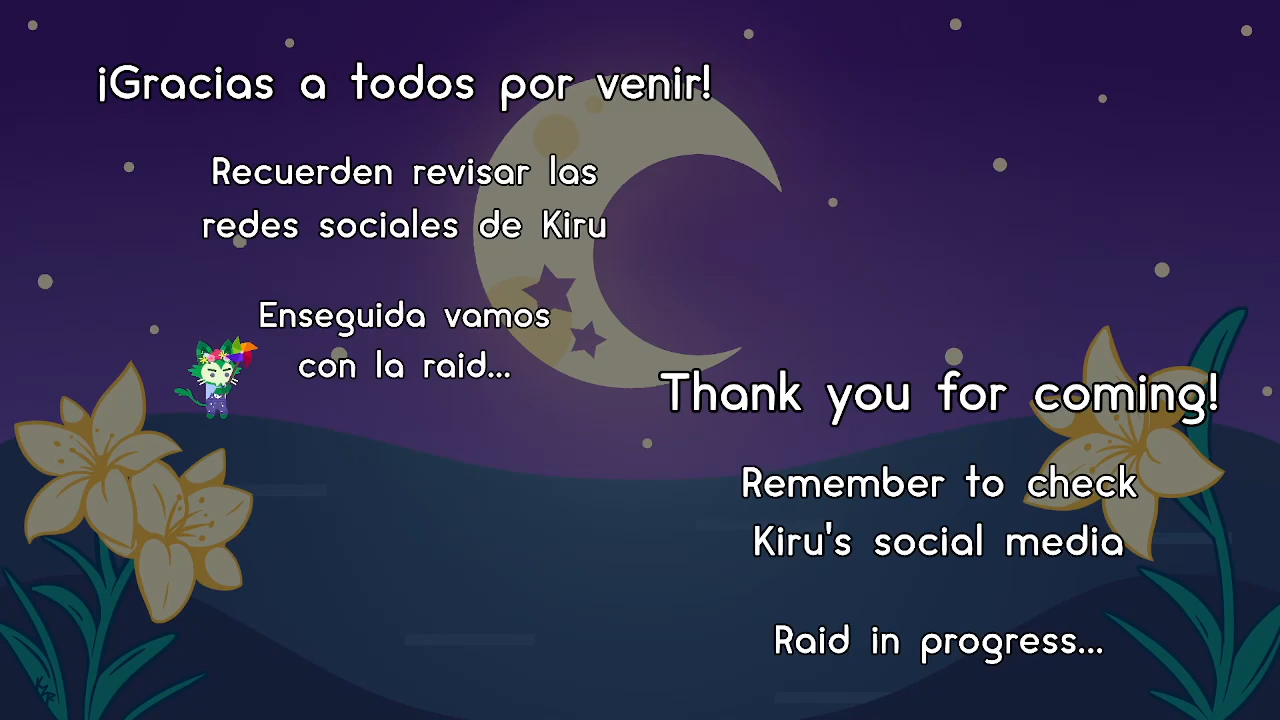 ¡Gracias a todos por venir!
Recuerden revisar las
redes sociales de Kiru
Enseguida vamos
con la raid...
Thank you for coming!
Remember to check
Kiru's social media
Raid in progress...